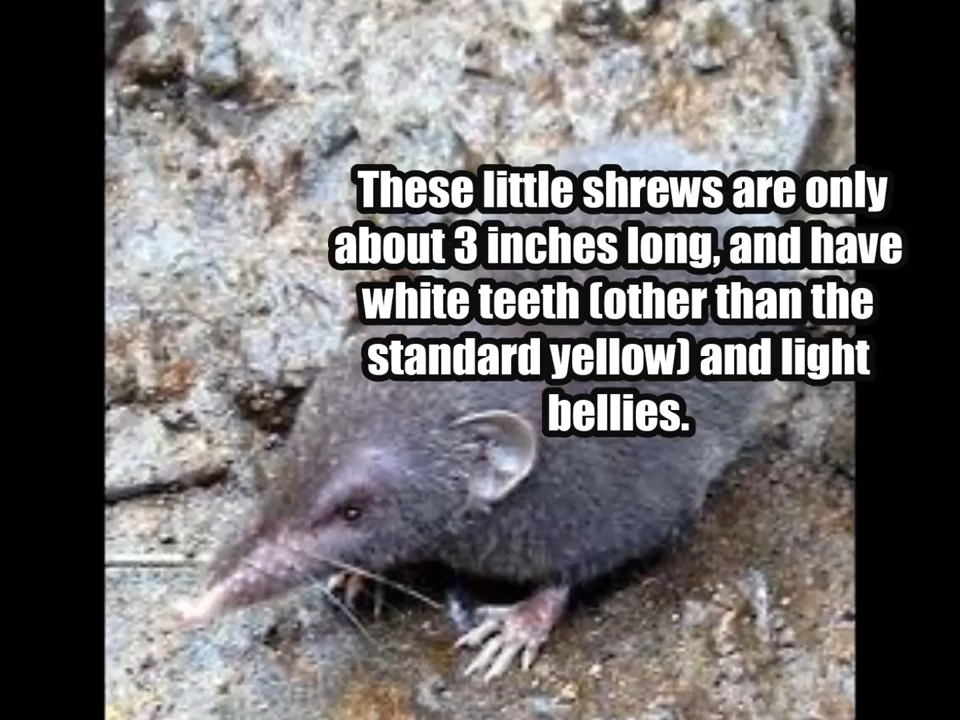 These little shrews are only
about 3 inches long, and have
white teeth (other than the
standard yellow) and light
bellies.